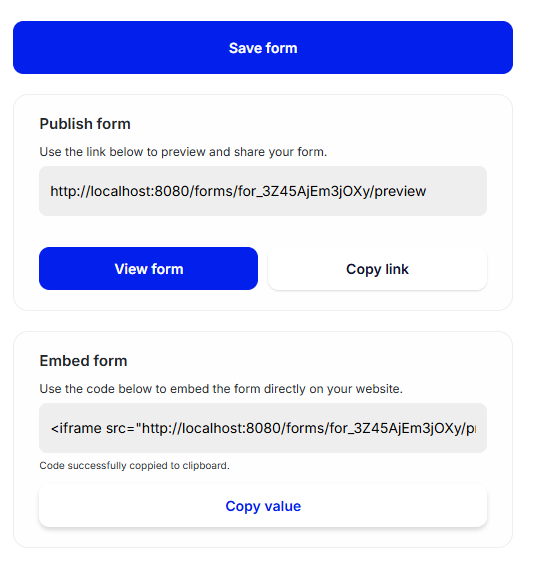 Save form
Publish form
Use the link below to preview and share your form.
http://localhost:8080/forms/for_3Z45AjEm3jOXy/preview
View form
Copy link
Embed form
Use the code below to embed the form directly on your website.
<iframe src="http://localhost:8080/forms/for_3Z45AjEm3jOXy/p
Code successfully coppied to clipboard.
Copy value